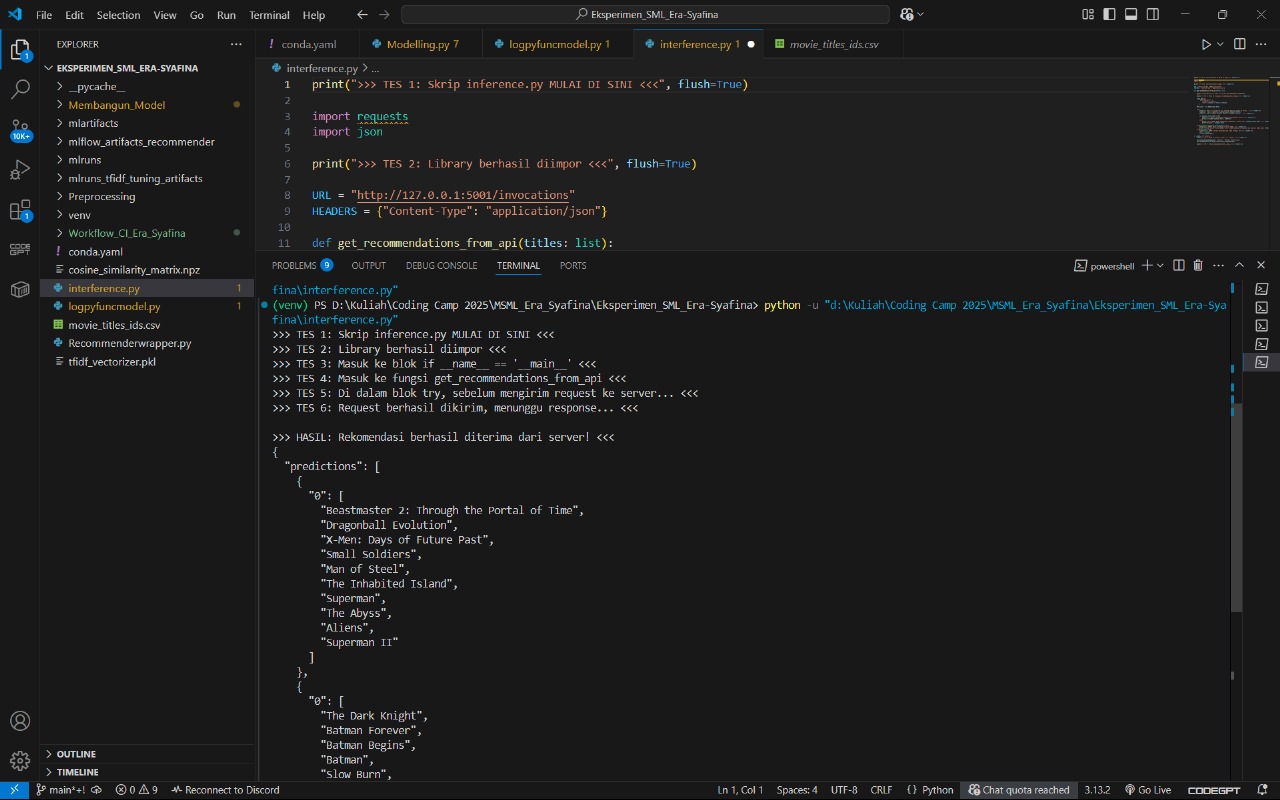 File Edit Selection View Go Run Terminal Help
Eksperimen_SML_Era-Syafina
1
10K+
1
EXPLORER
EKSPERIMEN_SML_ERA-SYAFINA
__pycache__
Membangun_Model
mlartifacts
mlflow_artifacts_recommender
mlruns
mlruns_tfidf_tuning_artifacts
Preprocessing
venv
Workflow_CI_Era_Syafina
! conda.yaml
cosine_similarity_matrix.npz
interference.py 1
logpyfuncmodel.py 1
movie_titles_ids.csv
Recommenderwrapper.py
tfidf_vectorizer.pkl
OUTLINE
TIMELINE
! conda.yaml
Modelling.py 7
logpyfuncmodel.py 1
interference.py 1
movie_titles_ids.csv
interference.py > ...
1 print(">>> TES 1: Skrip inference.py MULAI DI SINI <<<", flush=True)
2
3 import requests
4 import json
5
6 print(">>> TES 2: Library berhasil diimpor <<<", flush=True)
7
8 URL = "http://127.0.0.1:5001/invocations"
9 HEADERS = {"Content-Type": "application/json"}
10
11 def get_recommendations_from_api(titles: list):
PROBLEMS 9 OUTPUT DEBUG CONSOLE TERMINAL PORTS
powershell
fina\interference.py"
(venv) PS D:\Kuliah\Coding Camp 2025\MSML_Era_Syafina\Eksperimen_SML_Era-Syafina> python -u "d:\Kuliah\Coding Camp 2025\MSML_Era_Syafina\Eksperimen_SML_Era-Sya
fina\interference.py"
>>> TES 1: Skrip inference.py MULAI DI SINI <<<
>>> TES 2: Library berhasil diimpor <<<
>>> TES 3: Masuk ke blok if __name__ == '__main__' <<<
>>> TES 4: Masuk ke fungsi get_recommendations_from_api <<<
>>> TES 5: Di dalam blok try, sebelum mengirim request ke server... <<<
>>> TES 6: Request berhasil dikirim, menunggu response... <<<
>>> HASIL: Rekomendasi berhasil diterima dari server! <<<
{
"predictions": [
{
"0": [
"Beastmaster 2: Through the Portal of Time",
"Dragonball Evolution",
"X-Men: Days of Future Past",
"Small Soldiers",
"Man of Steel",
"The Inhabited Island",
"Superman",
"The Abyss",
"Aliens",
"Superman II"
]
},
{
"0": [
"The Dark Knight",
"Batman Forever",
"Batman Begins",
"Batman",
"Slow Burn",
main*+! 0 9 Reconnect to Discord Ln 1, Col 1 Spaces: 4 UTF-8 CRLF {} Python Chat quota reached 3.13.2 Go Live CODEGPT